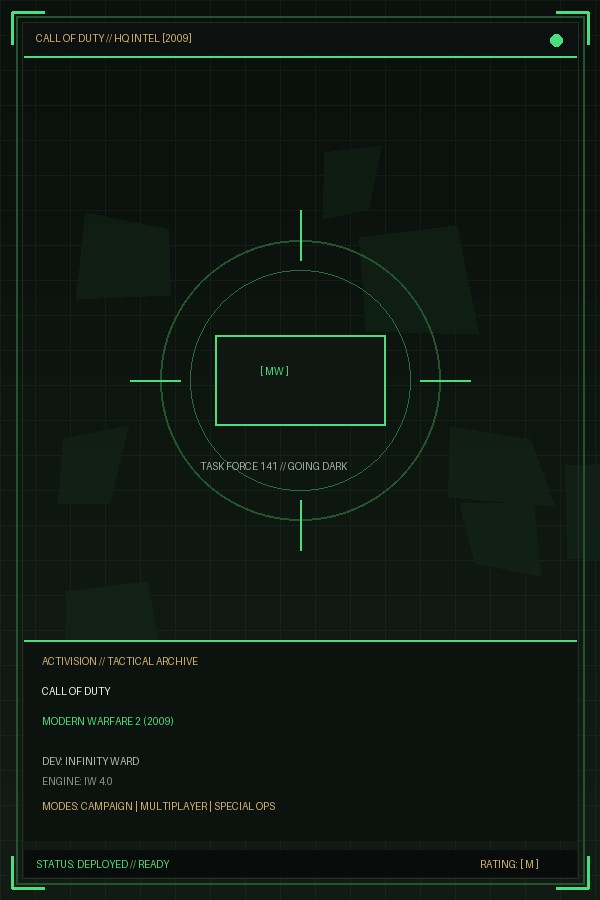 CALL OF DUTY // HQ INTEL [2009]
[ MW ]
TASK FORCE 141 // GOING DARK
ACTIVISION // TACTICAL ARCHIVE
CALL OF DUTY
MODERN WARFARE 2 (2009)
DEV: INFINITY WARD
ENGINE: IW 4.0
MODES: CAMPAIGN | MULTIPLAYER | SPECIAL OPS
STATUS: DEPLOYED // READY
RATING: [ M ]